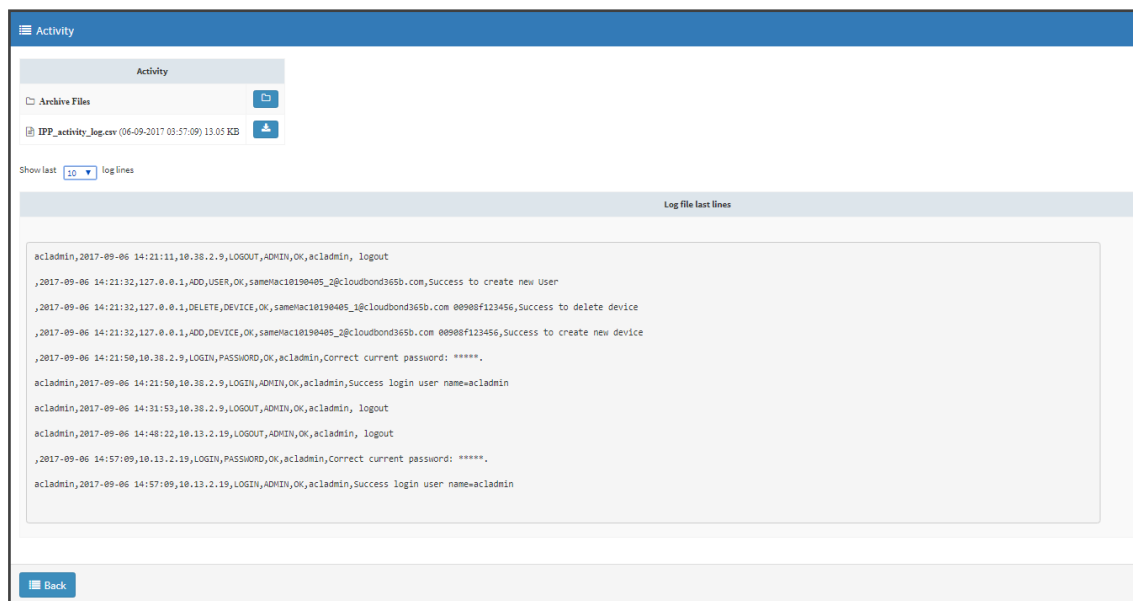 Activity
Activity
Archive Files
IPP_activity_log.csv (06-09-2017 03:57:09) 13.05 KB
Show last 10 log lines
Log file last lines
acladmin,2017-09-06 14:21:11,10.38.2.9,LOGOUT,ADMIN,OK,acladmin, logout
,2017-09-06 14:21:32,127.0.0.1,ADD,USER,OK,sameMac10190405_2@cloudbond365b.com,Success to create new User
,2017-09-06 14:21:32,127.0.0.1,DELETE,DEVICE,OK,sameMac10190405_1@cloudbond365b.com 00908f123456,Success to delete device
,2017-09-06 14:21:32,127.0.0.1,ADD,DEVICE,OK,sameMac10190405_2@cloudbond365b.com 00908f123456,Success to create new device
,2017-09-06 14:21:50,10.38.2.9,LOGIN,PASSWORD,OK,acladmin,Correct current password: *****.
acladmin,2017-09-06 14:21:50,10.38.2.9,LOGIN,ADMIN,OK,acladmin,Success login user name=acladmin
acladmin,2017-09-06 14:31:53,10.38.2.9,LOGOUT,ADMIN,OK,acladmin, logout
acladmin,2017-09-06 14:48:22,10.13.2.19,LOGOUT,ADMIN,OK,acladmin, logout
,2017-09-06 14:57:09,10.13.2.19,LOGIN,PASSWORD,OK,acladmin,Correct current password: *****.
acladmin,2017-09-06 14:57:09,10.13.2.19,LOGIN,ADMIN,OK,acladmin,Success login user name=acladmin
Back